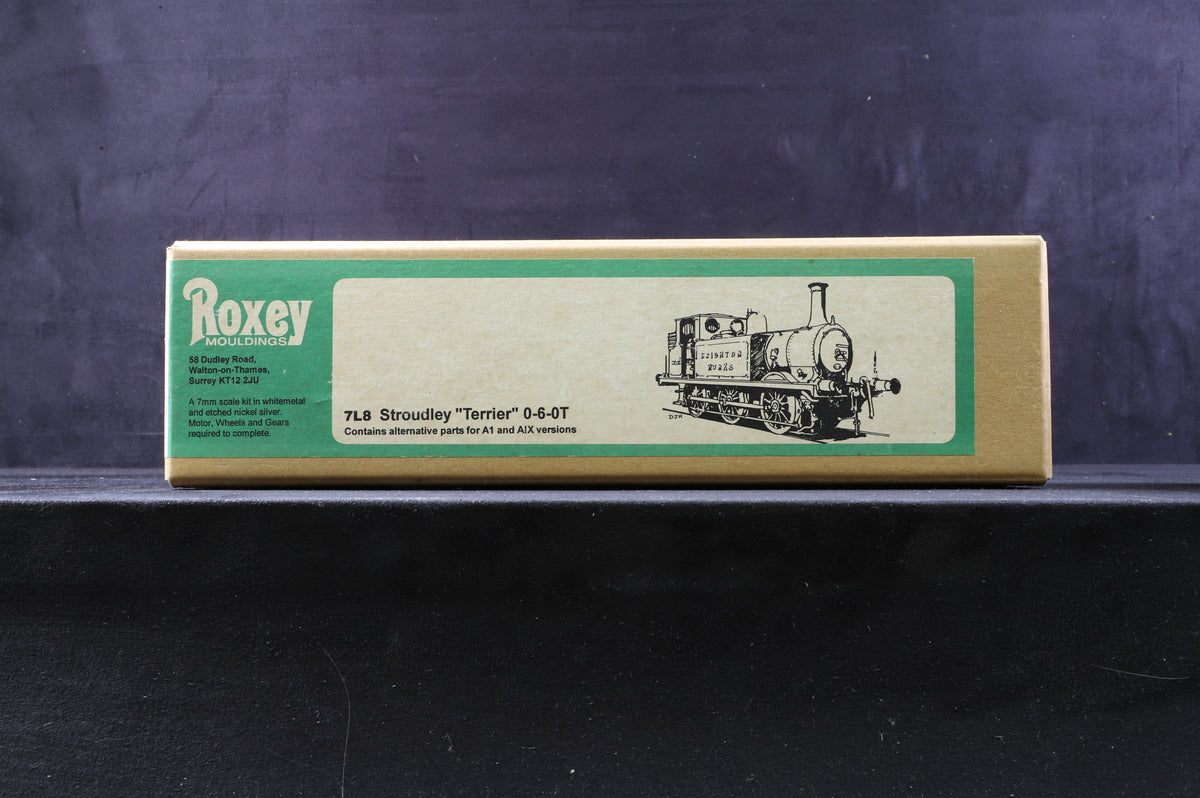 Roxey
MOULDINGS
58 Dudley Road,
Walton-on-Thames,
Surrey KT12 2JU
A 7mm scale kit in whitemetal
and etched nickel silver.
Motor, Wheels and Gears
required to complete.
7L8 Stroudley "Terrier" 0-6-0T
Contains alternative parts for A1 and AIX versions
BRIGHTON
WORKS